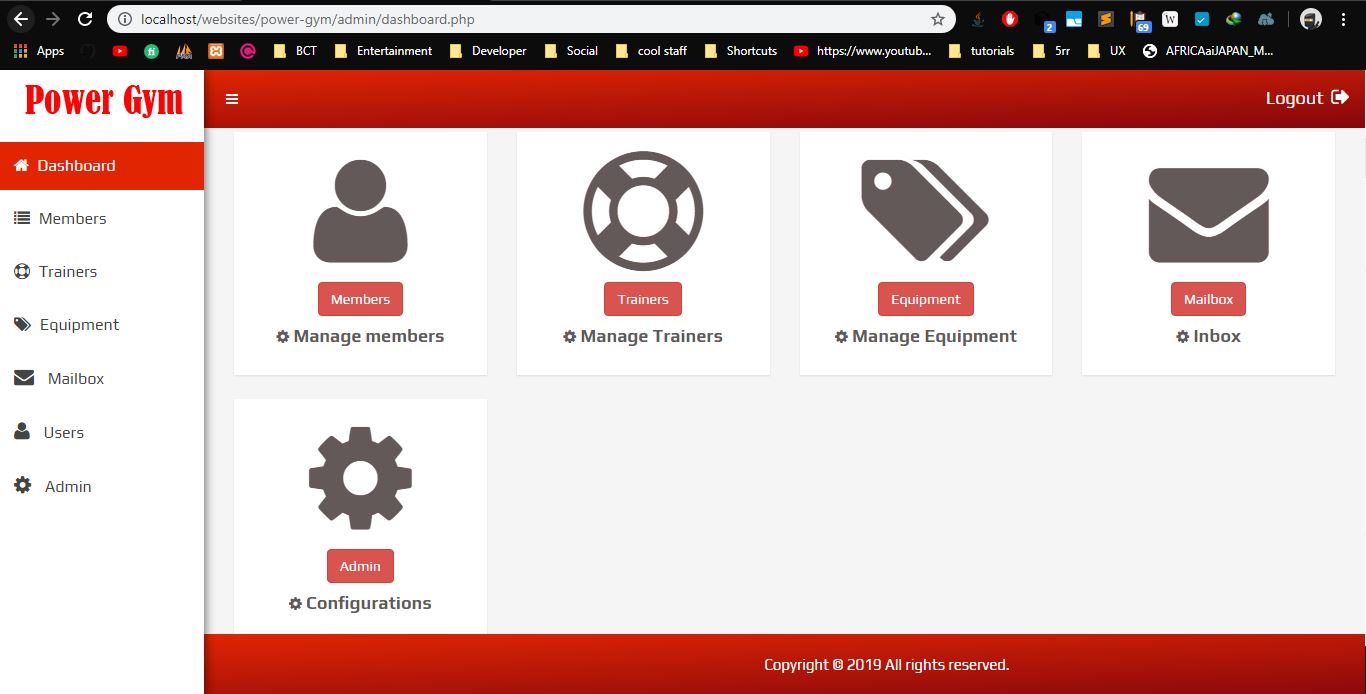 localhost/websites/power-gym/admin/dashboard.php
2
69
W
Apps
fi
BCT
Entertainment
Developer
Social
cool staff
Shortcuts
https://www.youtub...
tutorials
5rr
UX
AFRICAaiJAPAN_M...
Power Gym
Logout
Dashboard
Members
Trainers
Equipment
Mailbox
Users
Admin
Members
Manage members
Trainers
Manage Trainers
Equipment
Manage Equipment
Mailbox
Inbox
Admin
Configurations
Copyright © 2019 All rights reserved.